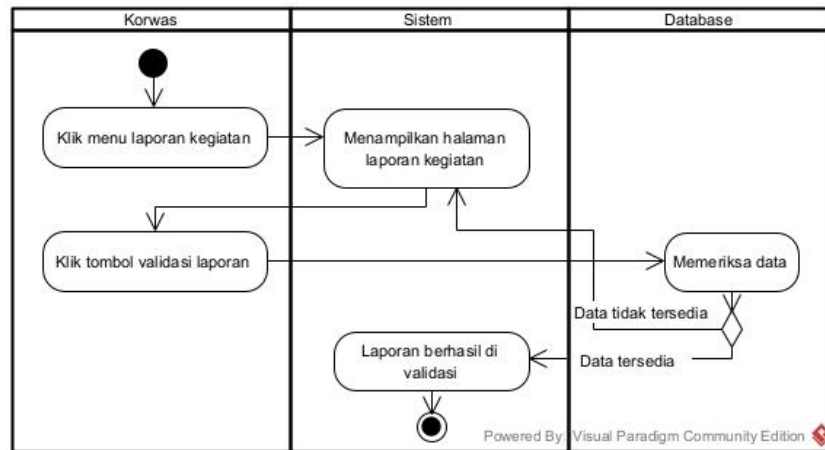 Korwas
Sistem
Database
Klik menu laporan kegiatan
Menampilkan halaman
laporan kegiatan
Klik tombol validasi laporan
Memeriksa data
Data tidak tersedia
Laporan berhasil di
validasi
Data tersedia
Powered By: Visual Paradigm Community Edition